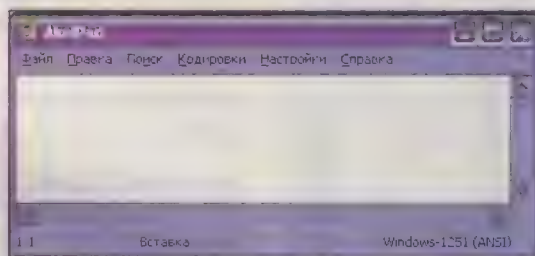 Файл Правка Поиск Кодировки Настройки Справка
1:1 Вставка Windows-1251 (ANSI)